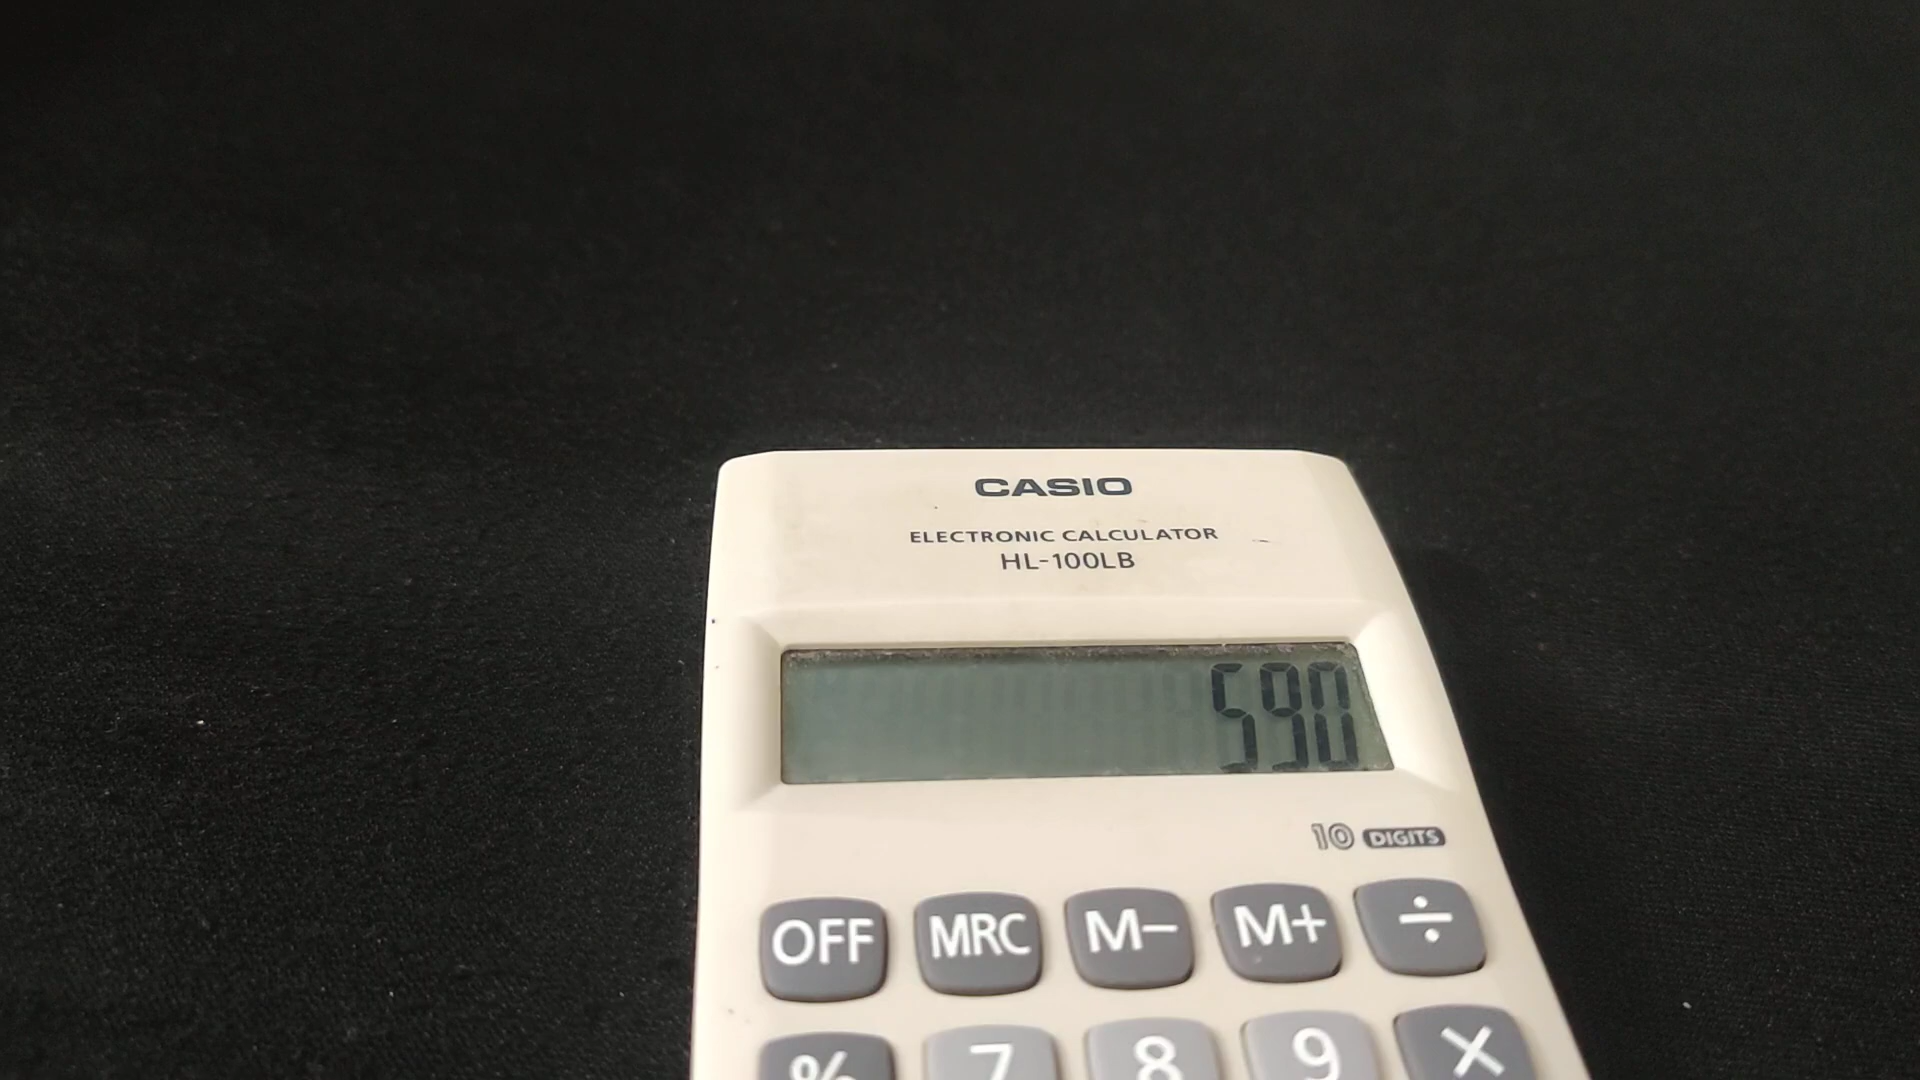 CASIO
ELECTRONIC CALCULATOR
HL-100LB
590
10 DIGITS
OFF MRC M− M+ ÷
% 7 8 9 ×